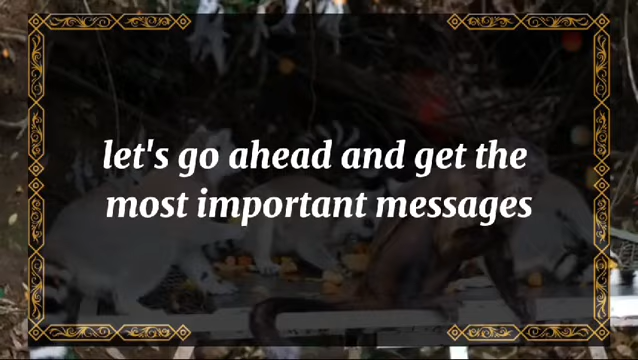 let's go ahead and get the
most important messages